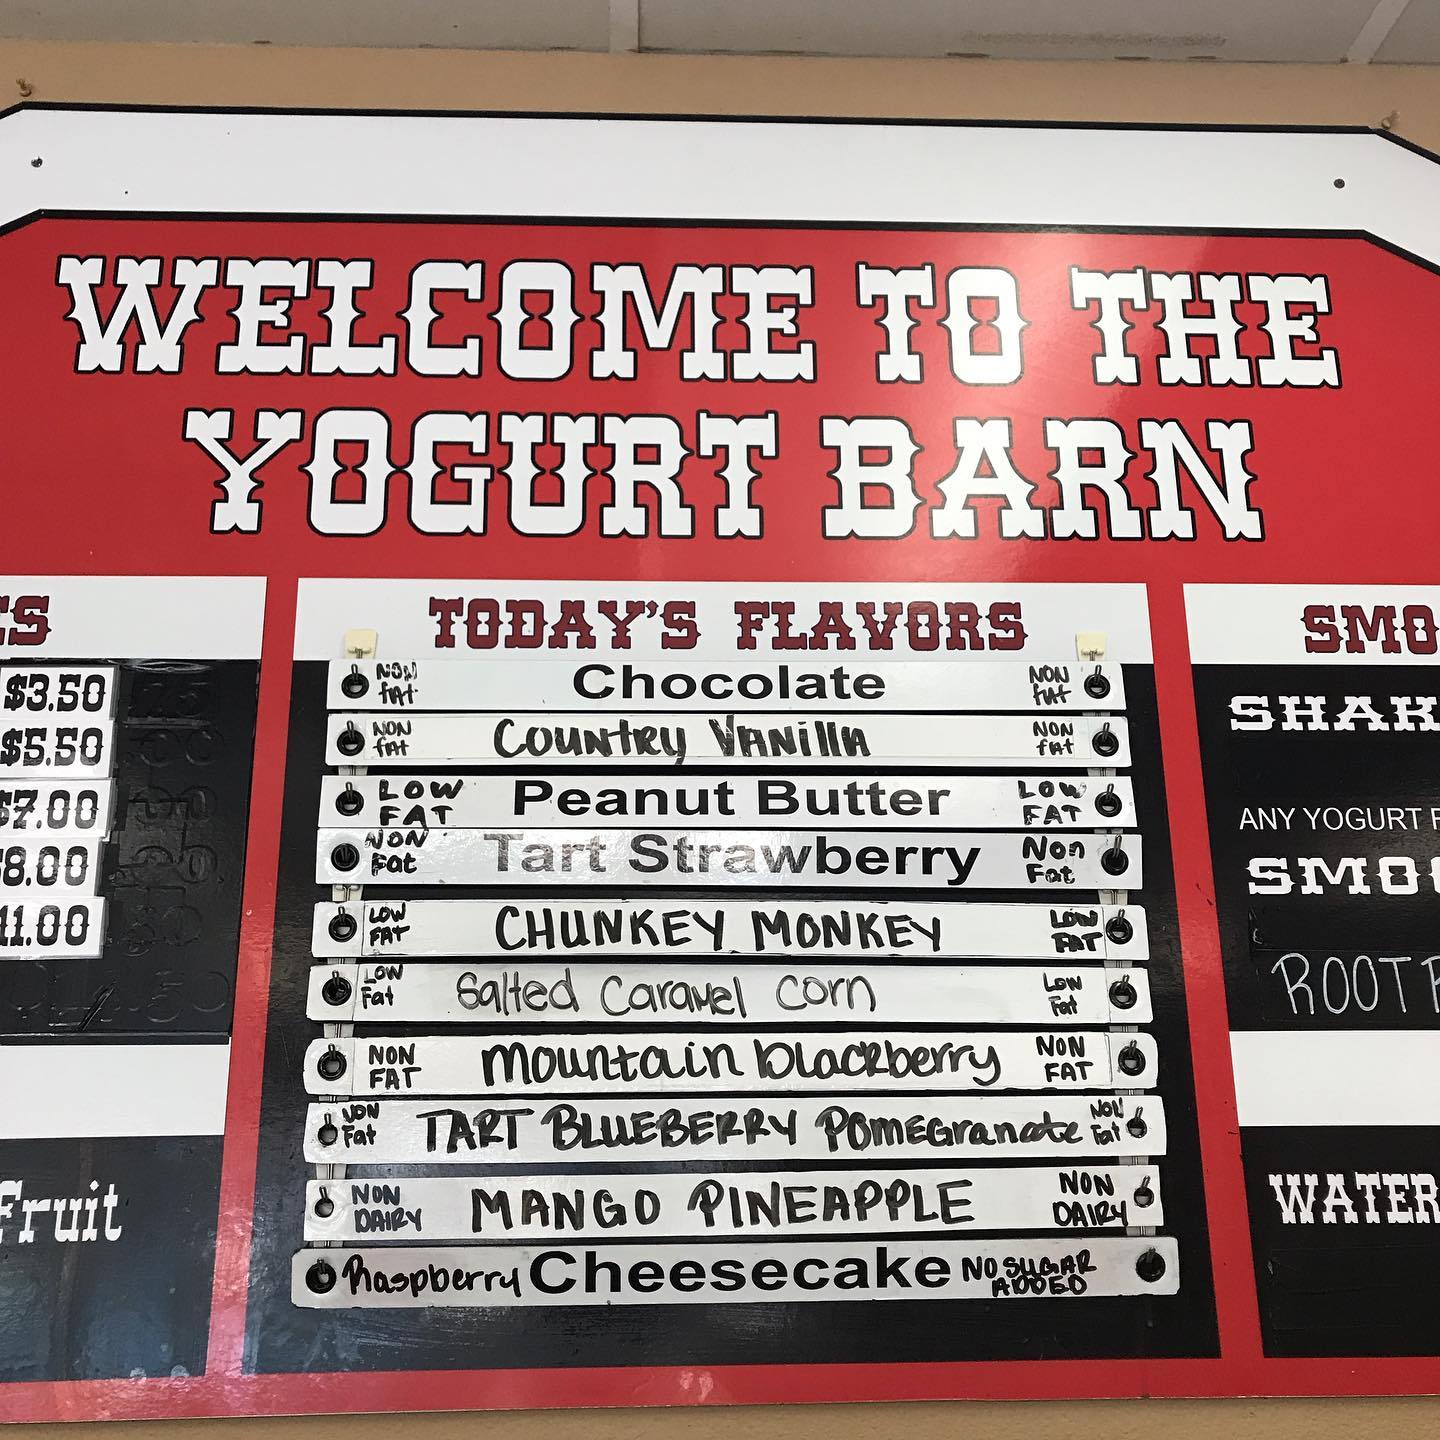 WELCOME TO THE
YOGURT BARN
ES
$3.50
$5.50
$7.00
$8.00
11.00
Fruit
TODAY'S FLAVORS
NON fat Chocolate NON fat
NON fat Country Vanilla NON fat
LOW FAT Peanut Butter LOW FAT
NON Fat Tart Strawberry Non Fat
LOW FAT CHUNKEY MONKEY LOW FAT
LOW Fat Salted Caramel Corn Low Fat
NON FAT mountain blackberry NON FAT
NON Fat TART BLUEBERRY POMEGranate NON Fat
NON DAIRY MANGO PINEAPPLE NON DAIRY
Raspberry Cheesecake NO SUGAR ADDED
SMO
SHAK
ANY YOGURT F
SMOO
ROOT
WATER